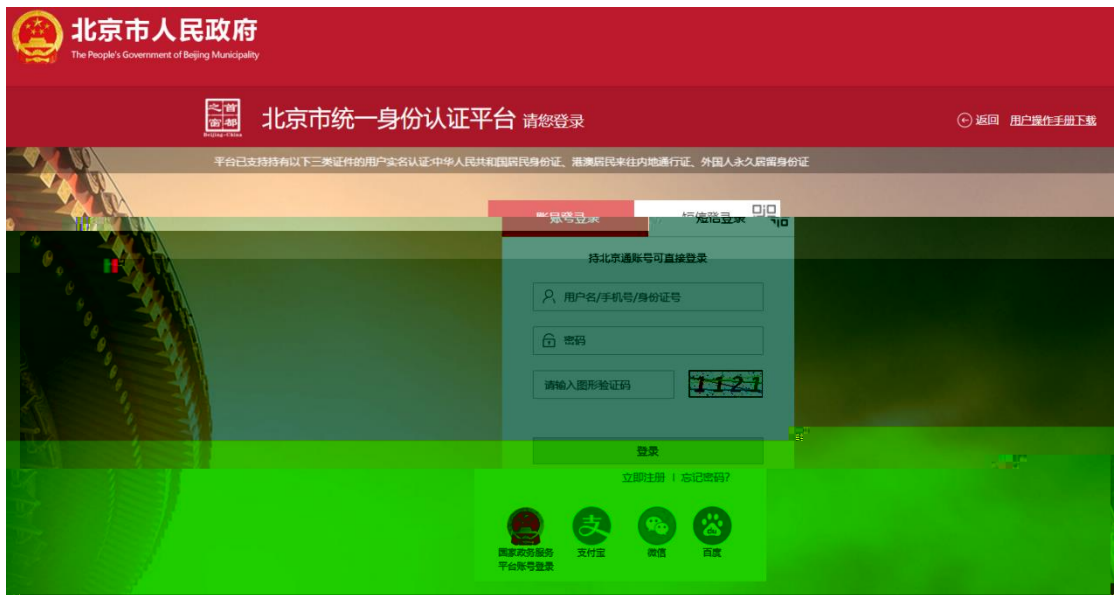 北京市人民政府
The People's Government of Beijing Municipality
之首
窗都
Beijing-China
北京市统一身份认证平台 请您登录
返回 用户操作手册下载
平台已支持持有以下三类证件的用户实名认证:中华人民共和国居民身份证、港澳居民来往内地通行证、外国人永久居留身份证
账号登录 短信登录
持北京通账号可直接登录
用户名/手机号/身份证号
密码
请输入图形验证码 1121
登录
立即注册 | 忘记密码?
国家政务服务 支付宝 微信 百度
平台账号登录